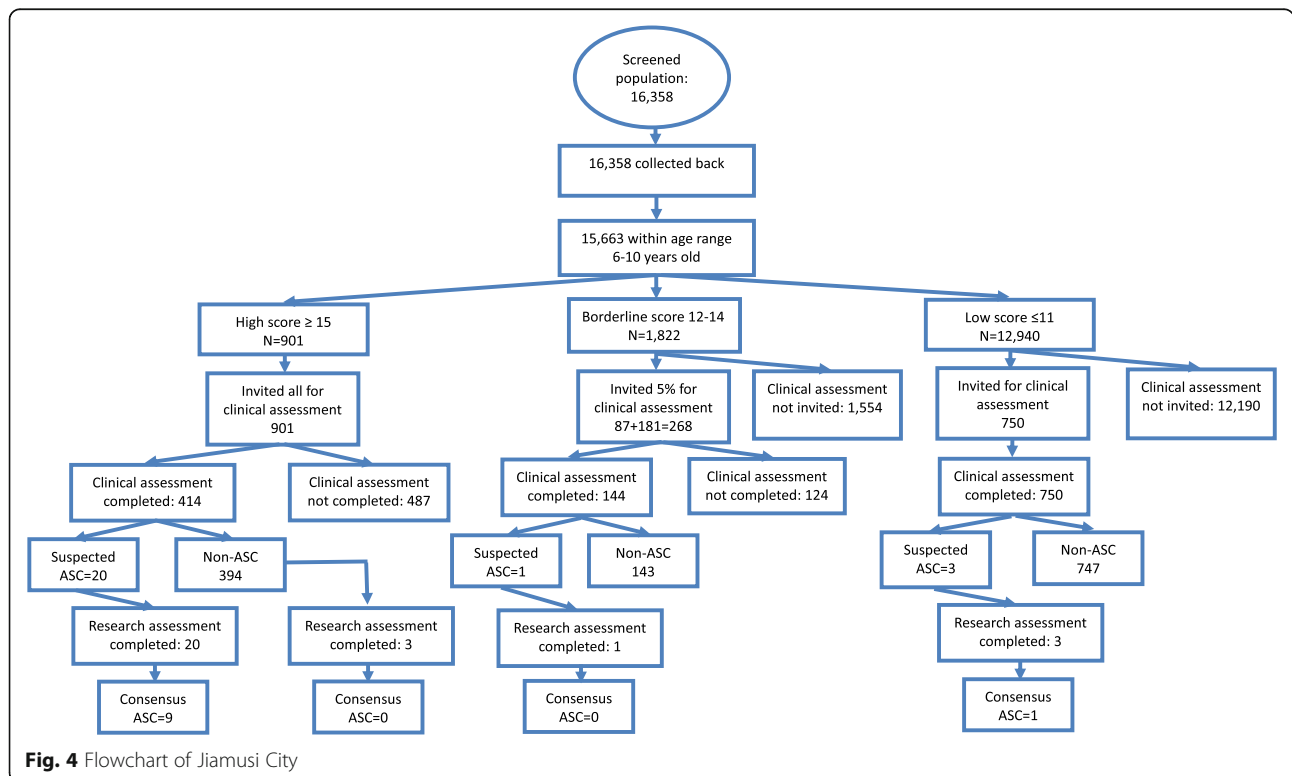 Screened
population:
16,358
16,358 collected back
15,663 within age range
6-10 years old
High score ≥ 15
N=901
Borderline score 12-14
N=1,822
Low score ≤11
N=12,940
Invited all for
clinical assessment
901
Invited 5% for
clinical assessment
87+181=268
Clinical assessment
not invited: 1,554
Invited for clinical
assessment
750
Clinical assessment
not invited: 12,190
Clinical assessment
completed: 414
Clinical assessment
not completed: 487
Clinical assessment
completed: 144
Clinical assessment
not completed: 124
Clinical assessment
completed: 750
Suspected
ASC=20
Non-ASC
394
Suspected
ASC=1
Non-ASC
143
Suspected
ASC=3
Non-ASC
747
Research assessment
completed: 20
Research assessment
completed: 3
Research assessment
completed: 1
Research assessment
completed: 3
Consensus
ASC=9
Consensus
ASC=0
Consensus
ASC=0
Consensus
ASC=1
Fig. 4 Flowchart of Jiamusi City